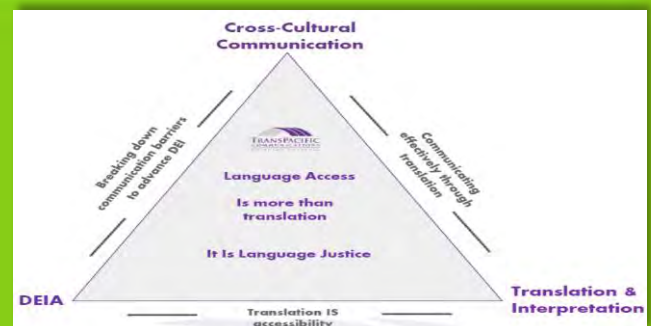 Cross-Cultural
Communication
Breaking down
communication barriers
to advance DEI
Communicating
effectively through
translation
TRANSPACIFIC
COMMUNICATIONS
Language Access
Is more than
translation
It Is Language Justice
DEIA
Translation IS
accessibility
Translation &
Interpretation